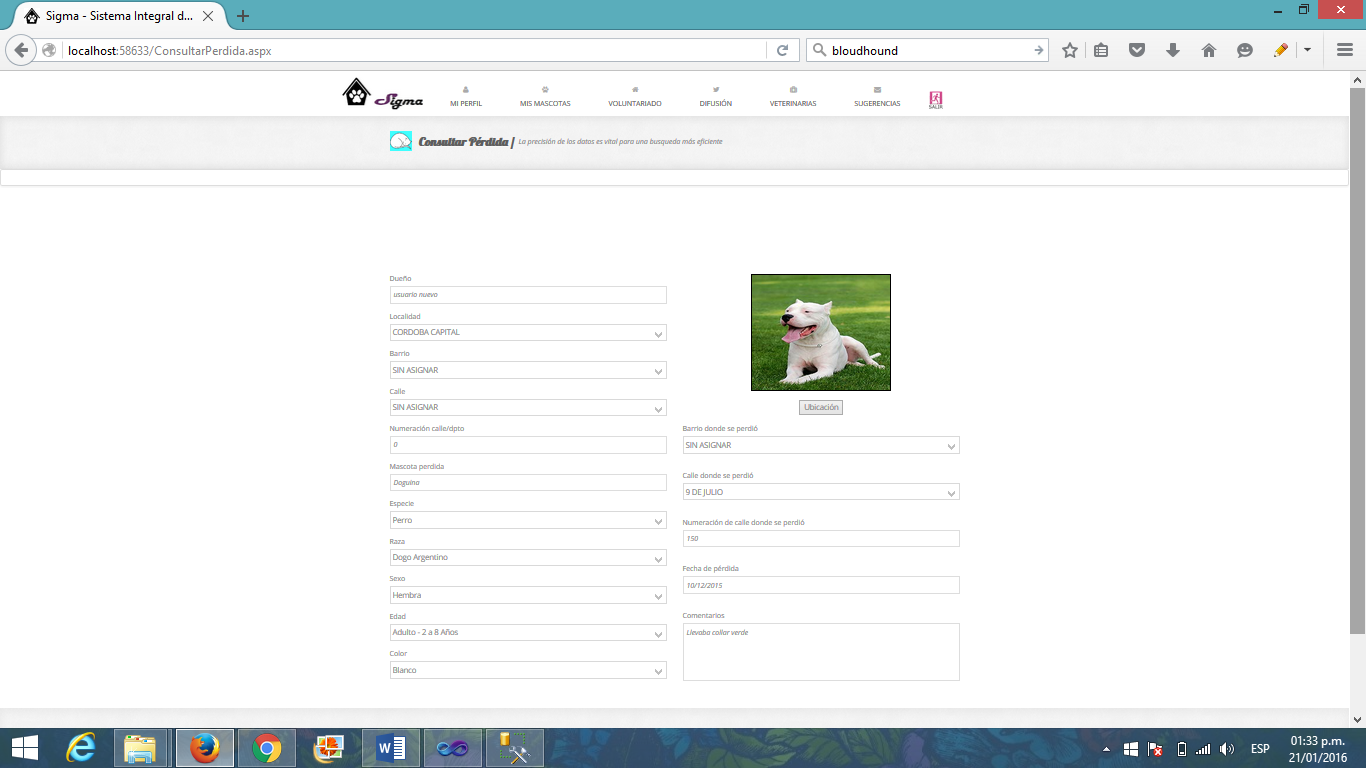 Sigma - Sistema Integral d...
localhost:58633/ConsultarPerdida.aspx
bloudhound
Sigma
MI PERFIL
MIS MASCOTAS
VOLUNTARIADO
DIFUSIÓN
VETERINARIAS
SUGERENCIAS
SALIR
Consultar Pérdida | La precisión de los datos es vital para una busqueda más eficiente
Dueño
usuario nuevo
Localidad
CORDOBA CAPITAL
Barrio
SIN ASIGNAR
Calle
SIN ASIGNAR
Numeración calle/dpto
0
Mascota perdida
Doguina
Especie
Perro
Raza
Dogo Argentino
Sexo
Hembra
Edad
Adulto - 2 a 8 Años
Color
Blanco
Ubicación
Barrio donde se perdió
SIN ASIGNAR
Calle donde se perdió
9 DE JULIO
Numeración de calle donde se perdió
150
Fecha de pérdida
10/12/2015
Comentarios
Llevaba collar verde
ESP
01:33 p.m.
21/01/2016